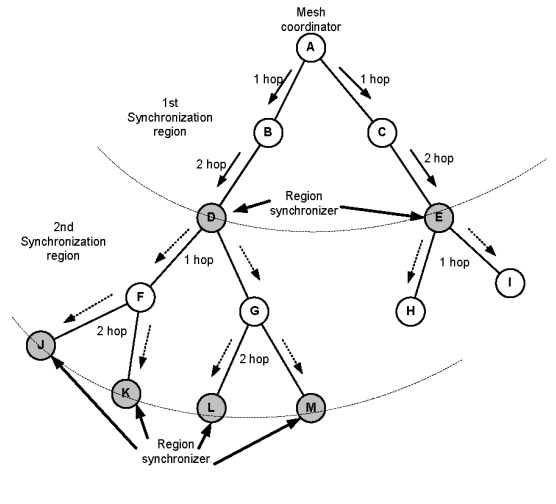 Mesh
coordinator
A
1 hop
1 hop
1st
Synchronization
region
B
C
2 hop
2 hop
Region
synchronizer
D
E
2nd
Synchronization
region
1 hop
1 hop
F
G
H
I
J
2 hop
2 hop
K
L
M
Region
synchronizer